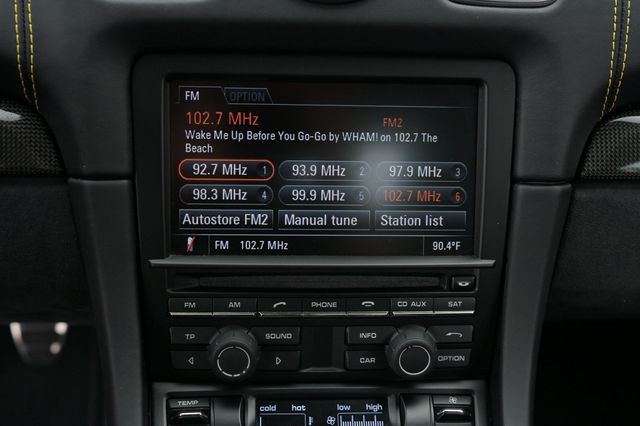 FM OPTION
102.7 MHz FM2
Wake Me Up Before You Go-Go by WHAM! on 102.7 The
Beach
92.7 MHz 1 93.9 MHz 2 97.9 MHz 3
98.3 MHz 4 99.9 MHz 5 102.7 MHz 6
Autostore FM2 Manual tune Station list
FM 102.7 MHz 90.4°F
FM AM PHONE CD AUX SAT
TP SOUND INFO
CAR OPTION
TEMP cold hot low high